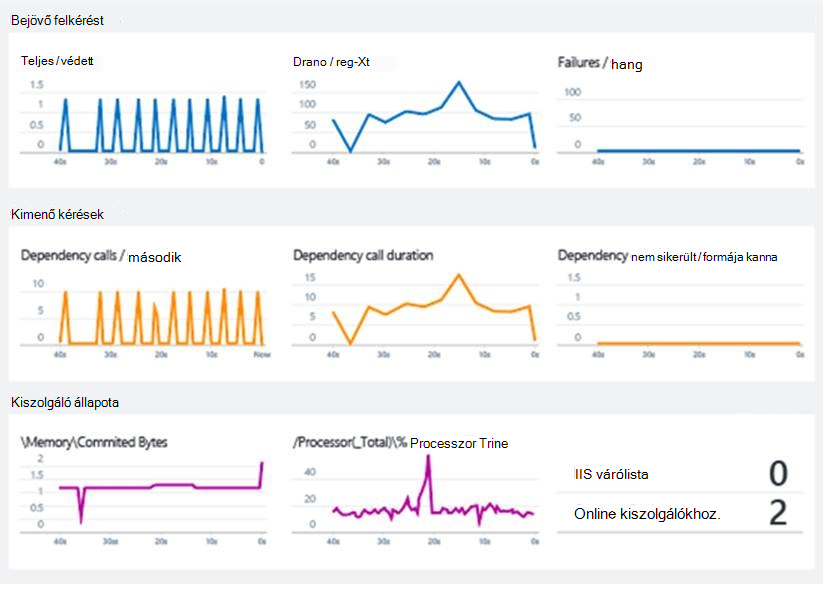 Bejövő felkérést
Teljes / védett
1.5
1
0.5
0
40s 30s 20s 10s 0
Drano / reg-Xt
150
100
50
0
40s 30s 20s 10s 0s
Failures / hang
100
50
0
40s 30s 20s 10s 0s
Kimenő kérések
Dependency calls / második
10
5
0
40s 30s 20s 10s Now
Dependency call duration
15
10
5
0
40s 30s 20s 10s 0s
Dependency nem sikerült / formája kanna
1.5
1
0.5
0
40s 30s 20s 10s 0s
Kiszolgáló állapota
\Memory\Commited Bytes
2
1.5
1
0.5
0
40s 30s 20s 10s 0s
/Processor(_Total)\% Processzor Trine
40
20
0
40s 30s 20s 10s 0s
IIS várólista 0
Online kiszolgálókhoz. 2